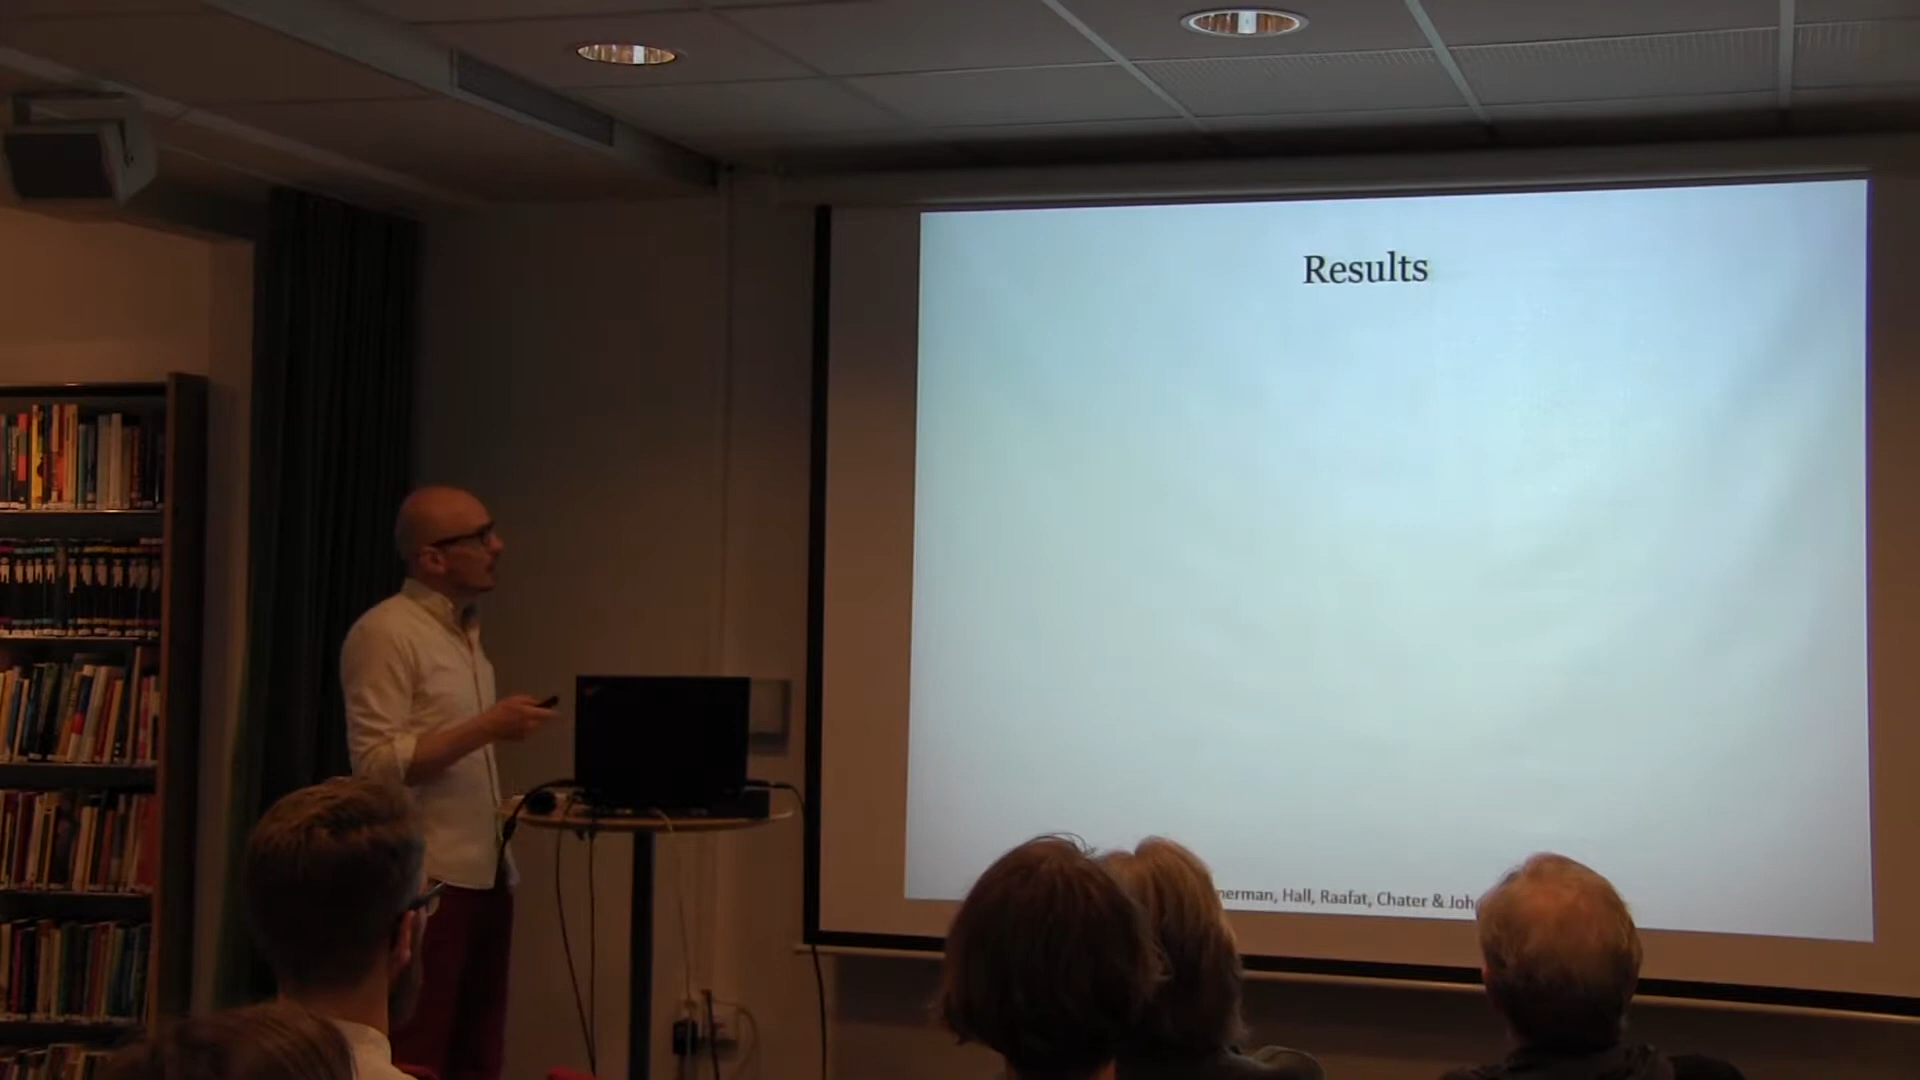 Results
nerman, Hall, Raafat, Chater & Joh